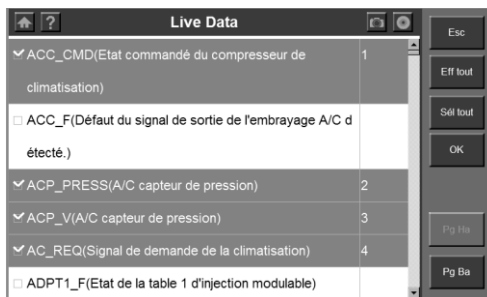 ? Live Data
ACC_CMD(Etat commandé du compresseur de 1
climatisation)
ACC_F(Défaut du signal de sortie de l'embrayage A/C d
étecté.)
ACP_PRESS(A/C capteur de pression) 2
ACP_V(A/C capteur de pression) 3
AC_REQ(Signal de demande de la climatisation) 4
ADPT1_F(Etat de la table 1 d'injection modulable)
Esc
Eff tout
Sél tout
OK
Pg Ha
Pg Ba